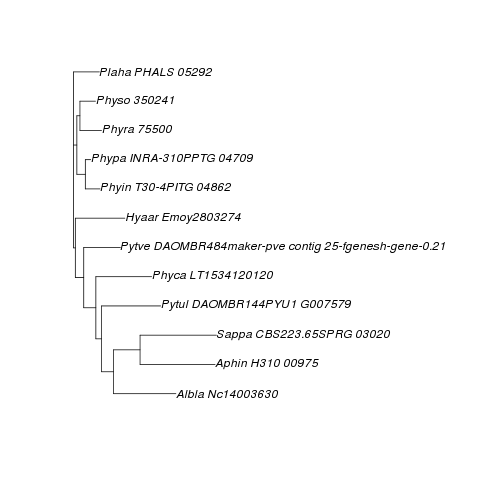 Plaha PHALS 05292
Physo 350241
Phyra 75500
Phypa INRA-310PPTG 04709
Phyin T30-4PITG 04862
Hyaar Emoy2803274
Pytve DAOMBR484maker-pve contig 25-fgenesh-gene-0.21
Phyca LT1534120120
Pytul DAOMBR144PYU1 G007579
Sappa CBS223.65SPRG 03020
Aphin H310 00975
Albla Nc14003630